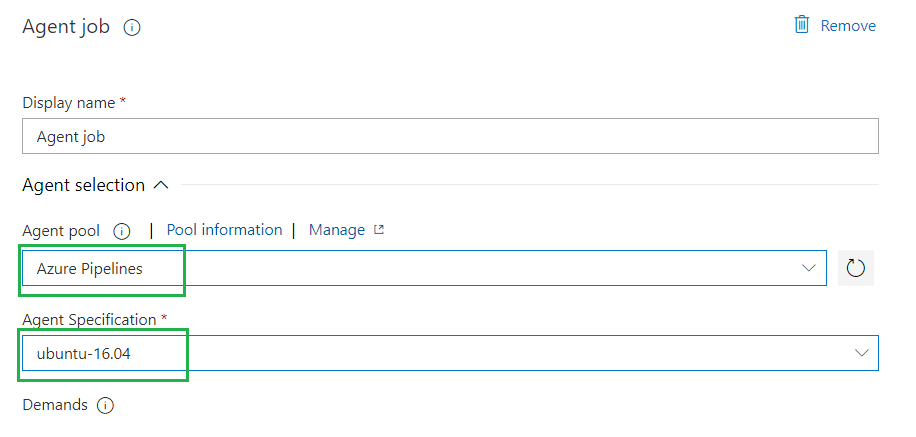 Agent job
Remove
Display name *
Agent job
Agent selection
Agent pool | Pool information | Manage
Azure Pipelines
Agent Specification *
ubuntu-16.04
Demands